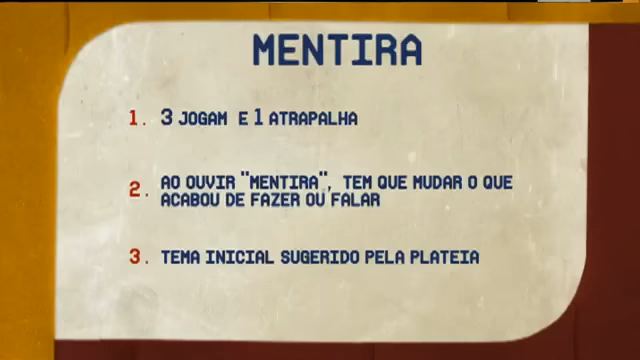 MENTIRA
1. 3 JOGAM E 1 ATRAPALHA
2. AO OUVIR "MENTIRA", TEM QUE MUDAR O QUE
ACABOU DE FAZER OU FALAR
3. TEMA INICIAL SUGERIDO PELA PLATEIA